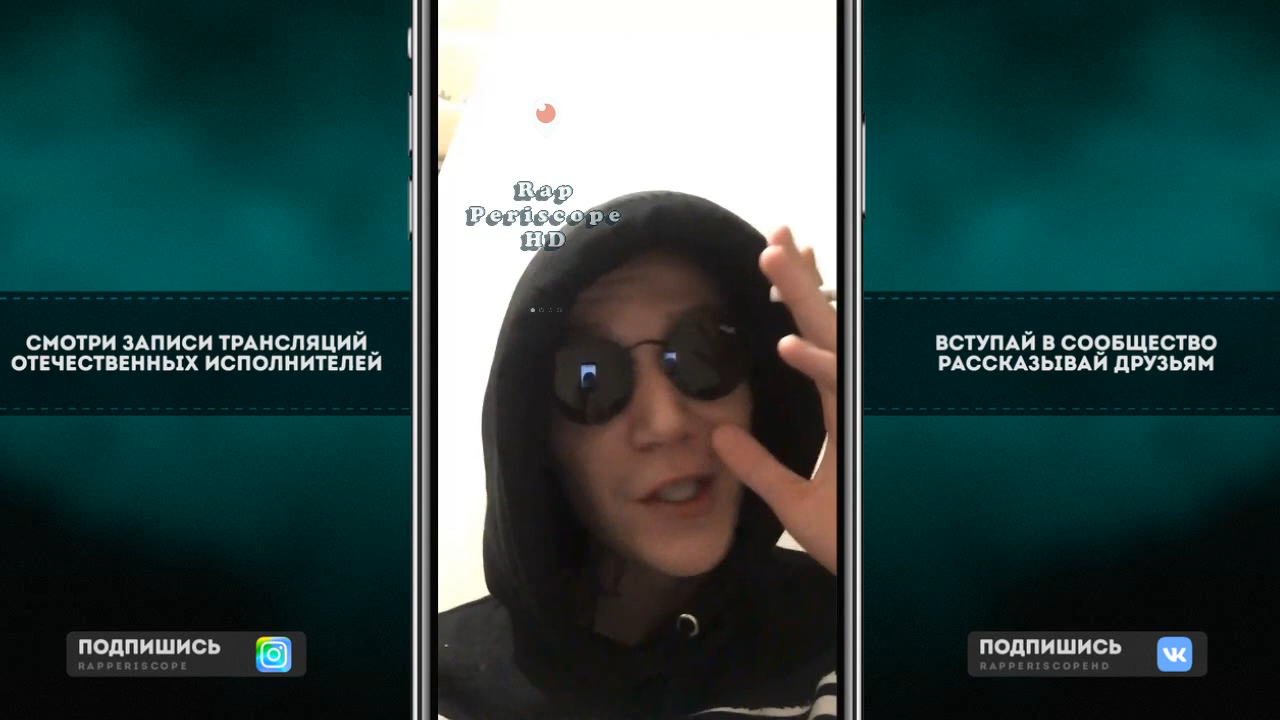 Rap
Periscope
HD
СМОТРИ ЗАПИСИ ТРАНСЛЯЦИЙ
ОТЕЧЕСТВЕННЫХ ИСПОЛНИТЕЛЕЙ
ВСТУПАЙ В СООБЩЕСТВО
РАССКАЗЫВАЙ ДРУЗЬЯМ
ПОДПИШИСЬ
RAPPERISCOPE
ПОДПИШИСЬ
RAPPERISCOPEHD